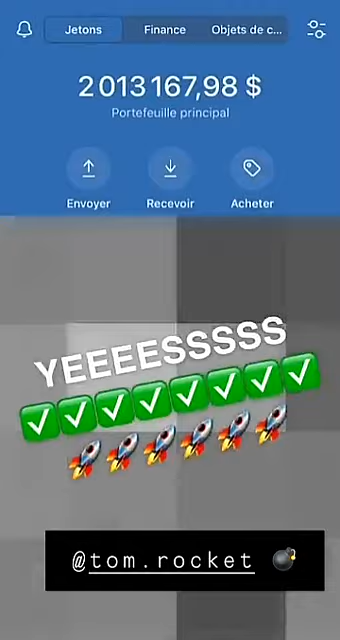 Jetons Finance Objets de c...
2 013 167,98 $
Portefeuille principal
Envoyer Recevoir Acheter
YEEEESSSSS
@tom.rocket